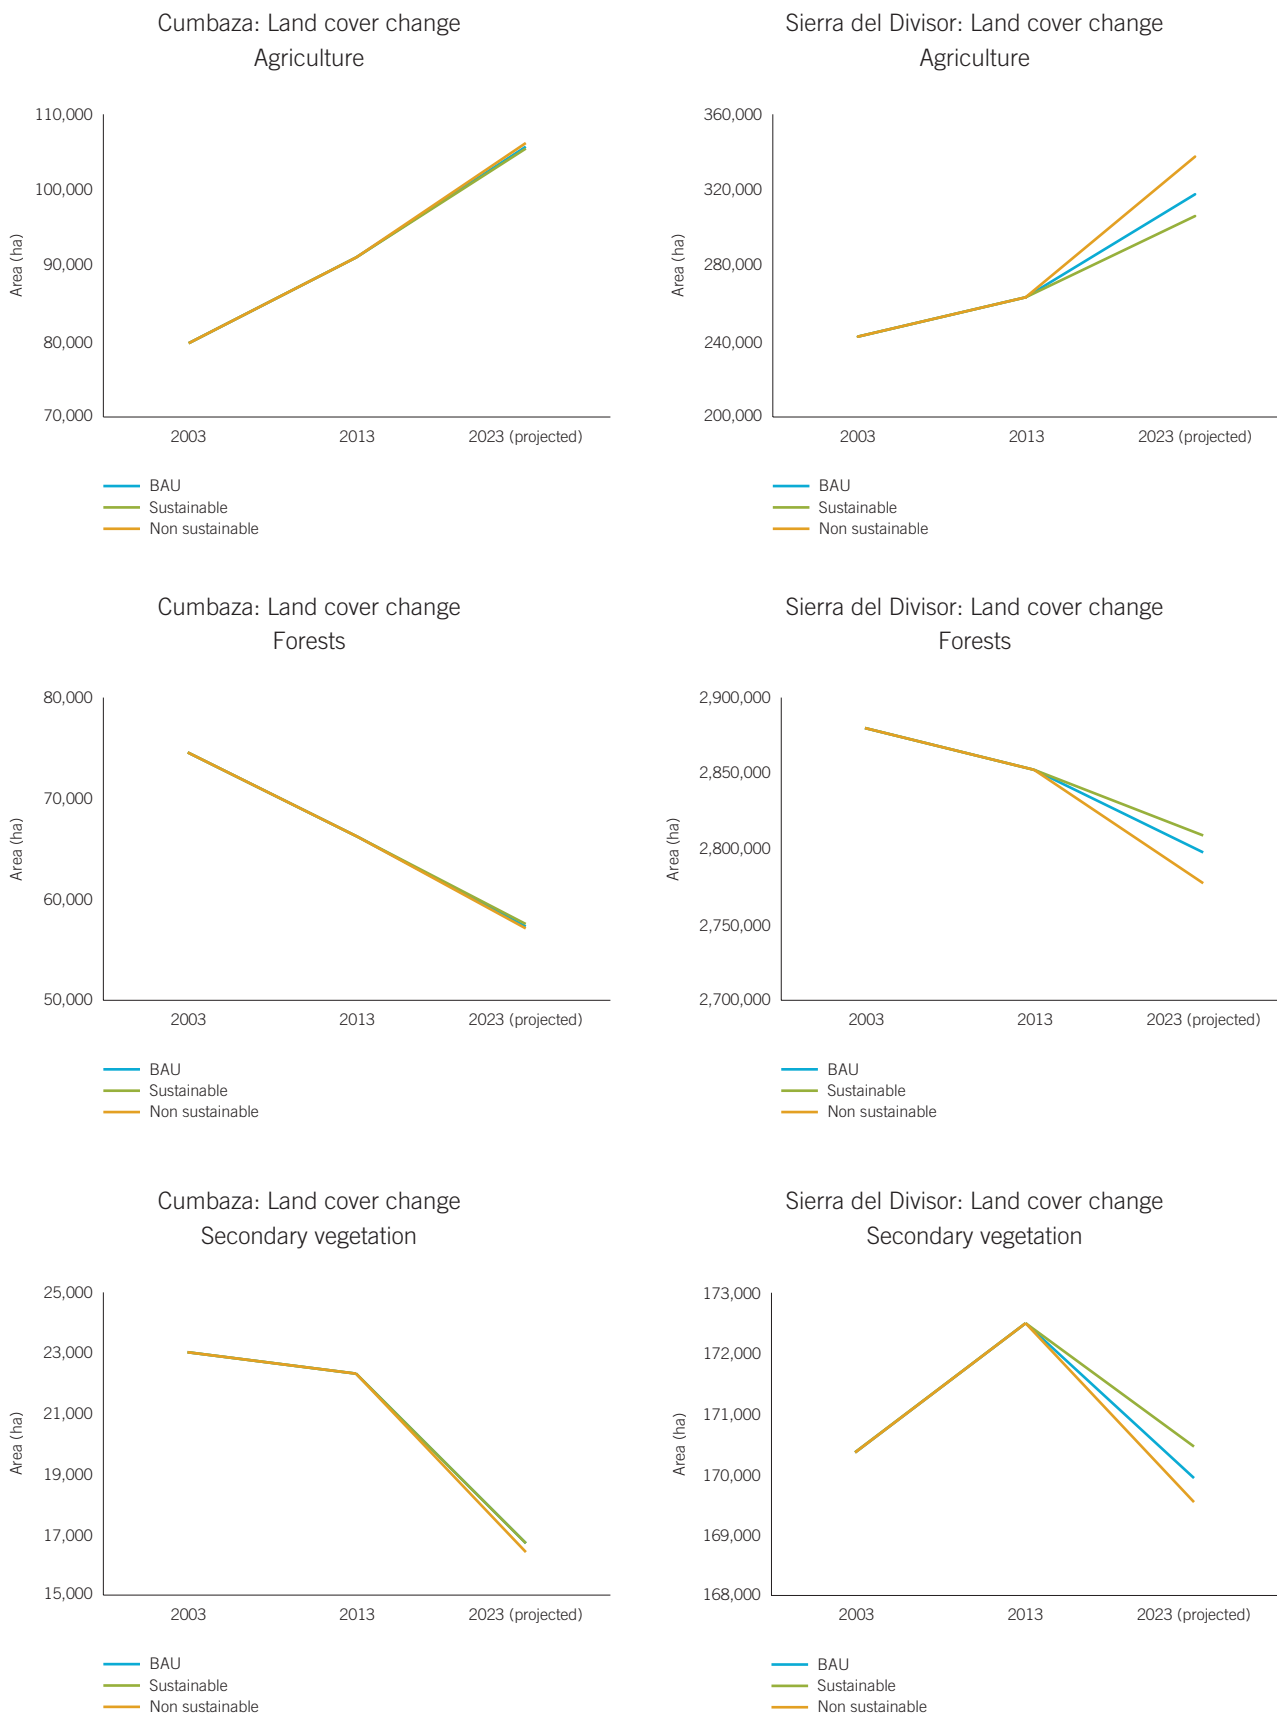 Cumbaza: Land cover change
Agriculture
110,000
100,000
90,000
80,000
70,000
Area (ha)
2003
2013
2023 (projected)
BAU
Sustainable
Non sustainable
Sierra del Divisor: Land cover change
Agriculture
360,000
320,000
280,000
240,000
200,000
Area (ha)
2003
2013
2023 (projected)
BAU
Sustainable
Non sustainable
Cumbaza: Land cover change
Forests
80,000
70,000
60,000
50,000
Area (ha)
2003
2013
2023 (projected)
BAU
Sustainable
Non sustainable
Sierra del Divisor: Land cover change
Forests
2,900,000
2,850,000
2,800,000
2,750,000
2,700,000
Area (ha)
2003
2013
2023 (projected)
BAU
Sustainable
Non sustainable
Cumbaza: Land cover change
Secondary vegetation
25,000
23,000
21,000
19,000
17,000
15,000
Area (ha)
2003
2013
2023 (projected)
BAU
Sustainable
Non sustainable
Sierra del Divisor: Land cover change
Secondary vegetation
173,000
172,000
171,000
170,000
169,000
168,000
Area (ha)
2003
2013
2023 (projected)
BAU
Sustainable
Non sustainable